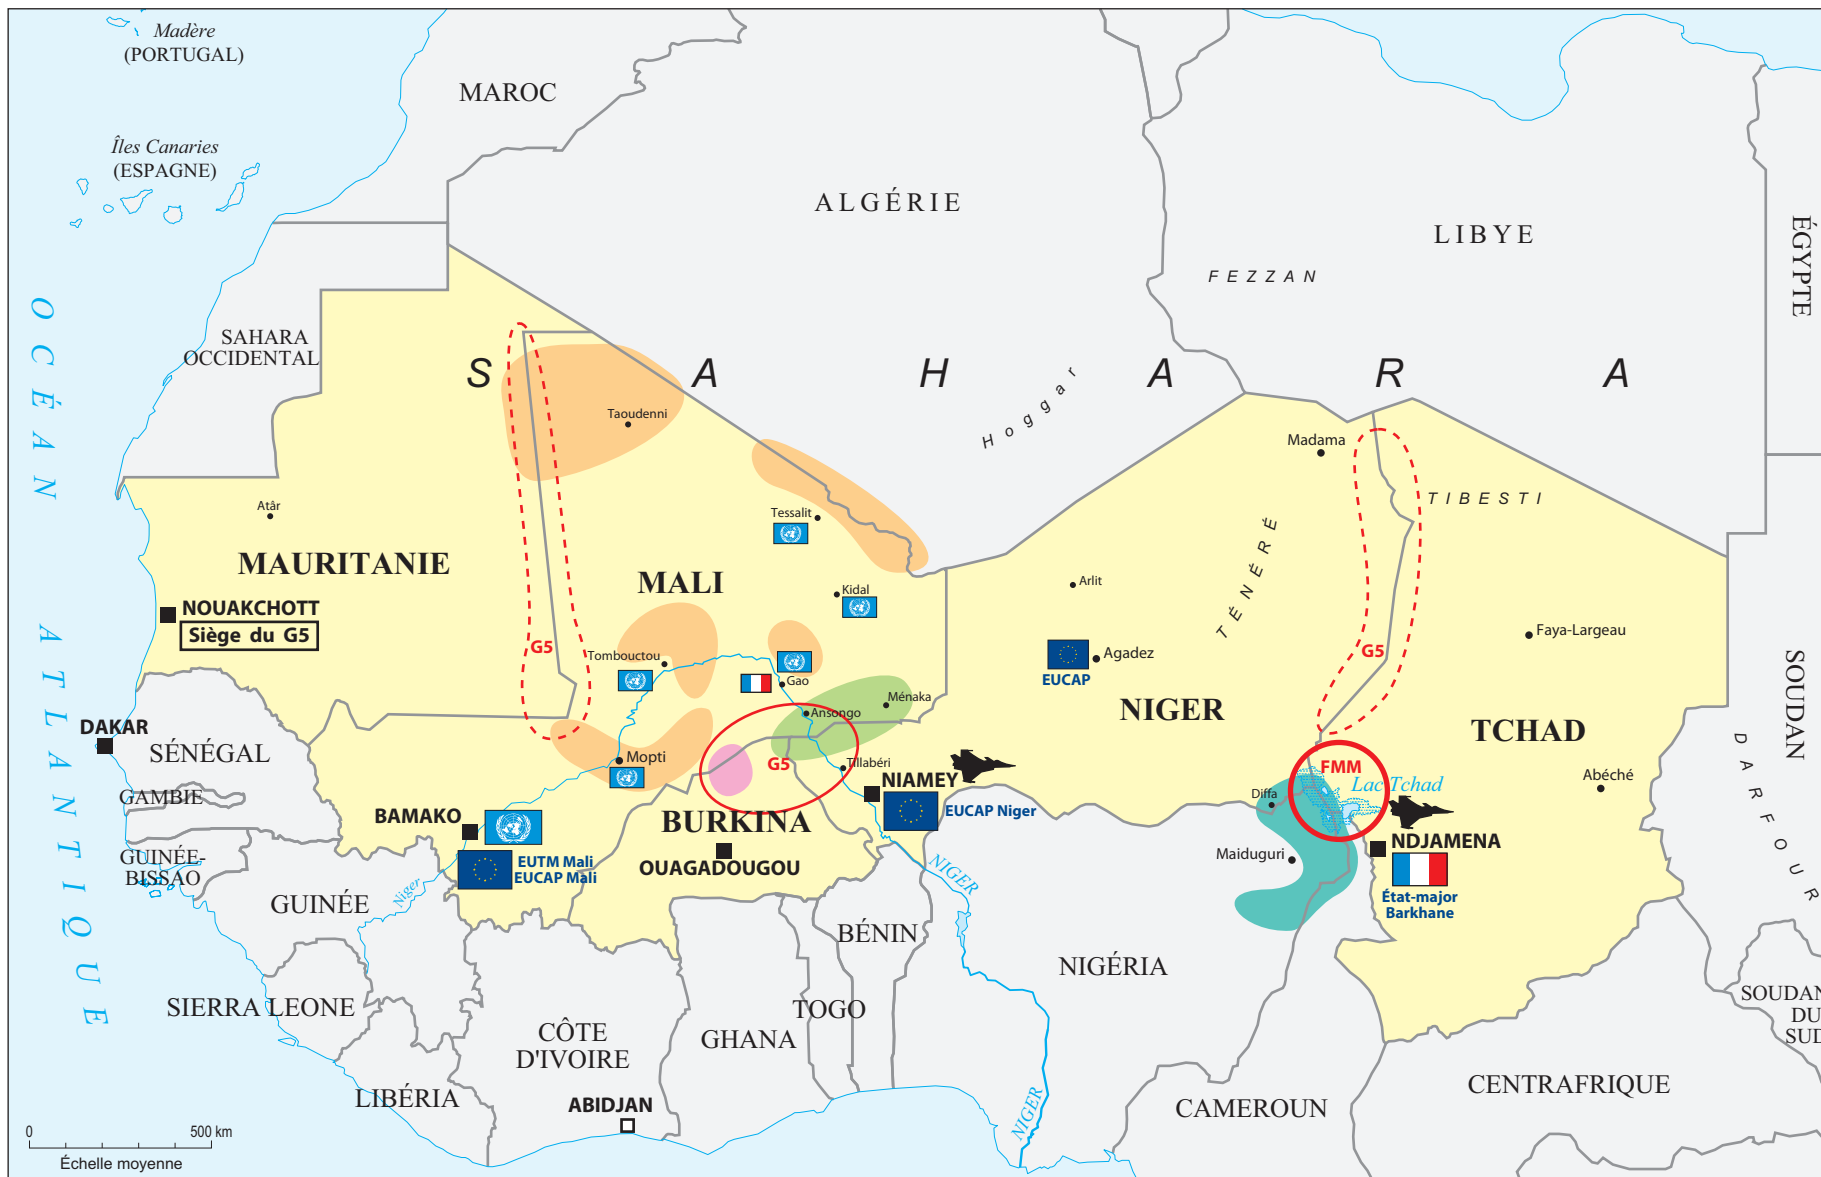 Madère
(PORTUGAL)
MAROC
Îles Canaries
(ESPAGNE)
ALGÉRIE
LIBYE
ÉGYPTE
FEZZAN
OCÉAN ATLANTIQUE
SAHARA
OCCIDENTAL
SAHARA
Hoggar
Taoudenni
Madama
TIBESTI
Atâr
Tessalit
TÉNÉRÉ
MAURITANIE
MALI
Arlit
Kidal
NOUAKCHOTT
Siège du G5
G5
Tombouctou
Agadez
EUCAP
G5
Faya-Largeau
SOUDAN
Gao
Ménaka
Ansongo
NIGER
TCHAD
DAKAR
SÉNÉGAL
Mopti
G5
Tillabéri
FMM
Lac Tchad
DARFOUR
NIAMEY
EUCAP Niger
Diffa
Abéché
GAMBIE
BAMAKO
BURKINA
NDJAMENA
GUINÉE-
BISSAO
EUTM Mali
EUCAP Mali
OUAGADOUGOU
NIGER
Maiduguri
État-major
Barkhane
GUINÉE
Niger
BÉNIN
NIGÉRIA
SIERRA LEONE
CÔTE
D'IVOIRE
GHANA
TOGO
SOUDAN
DU
SUD
LIBÉRIA
ABIDJAN
NIGER
CAMEROUN
CENTRAFRIQUE
0 500 km
Échelle moyenne